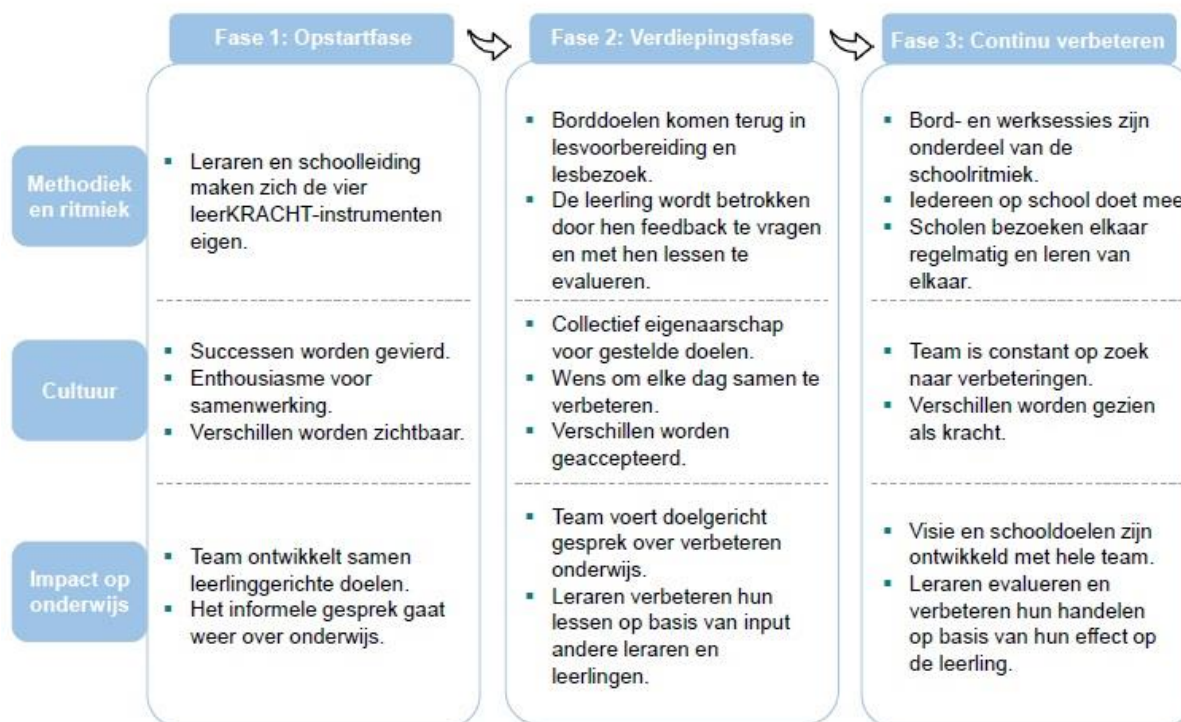 Fase 1: Opstartfase
Fase 2: Verdiepingsfase
Fase 3: Continu verbeteren
Methodiek
en ritmiek
▪ Leraren en schoolleiding
maken zich de vier
leerKRACHT-instrumenten
eigen.
▪ Borddoelen komen terug in
lesvoorbereiding en
lesbezoek.
▪ De leerling wordt betrokken
door hen feedback te vragen
en met hen lessen te
evalueren.
▪ Bord- en werksessies zijn
onderdeel van de
schoolritmiek.
▪ Iedereen op school doet mee
▪ Scholen bezoeken elkaar
regelmatig en leren van
elkaar.
Cultuur
▪ Successen worden gevierd.
▪ Enthousiasme voor
samenwerking.
▪ Verschillen worden zichtbaar.
▪ Collectief eigenaarschap
voor gestelde doelen.
▪ Wens om elke dag samen te
verbeteren.
▪ Verschillen worden
geaccepteerd.
▪ Team is constant op zoek
naar verbeteringen.
▪ Verschillen worden gezien
als kracht.
Impact op
onderwijs
▪ Team ontwikkelt samen
leerlinggerichte doelen.
▪ Het informele gesprek gaat
weer over onderwijs.
▪ Team voert doelgericht
gesprek over verbeteren
onderwijs.
▪ Leraren verbeteren hun
lessen op basis van input
andere leraren en
leerlingen.
▪ Visie en schooldoelen zijn
ontwikkeld met hele team.
▪ Leraren evalueren en
verbeteren hun handelen
op basis van hun effect op
de leerling.